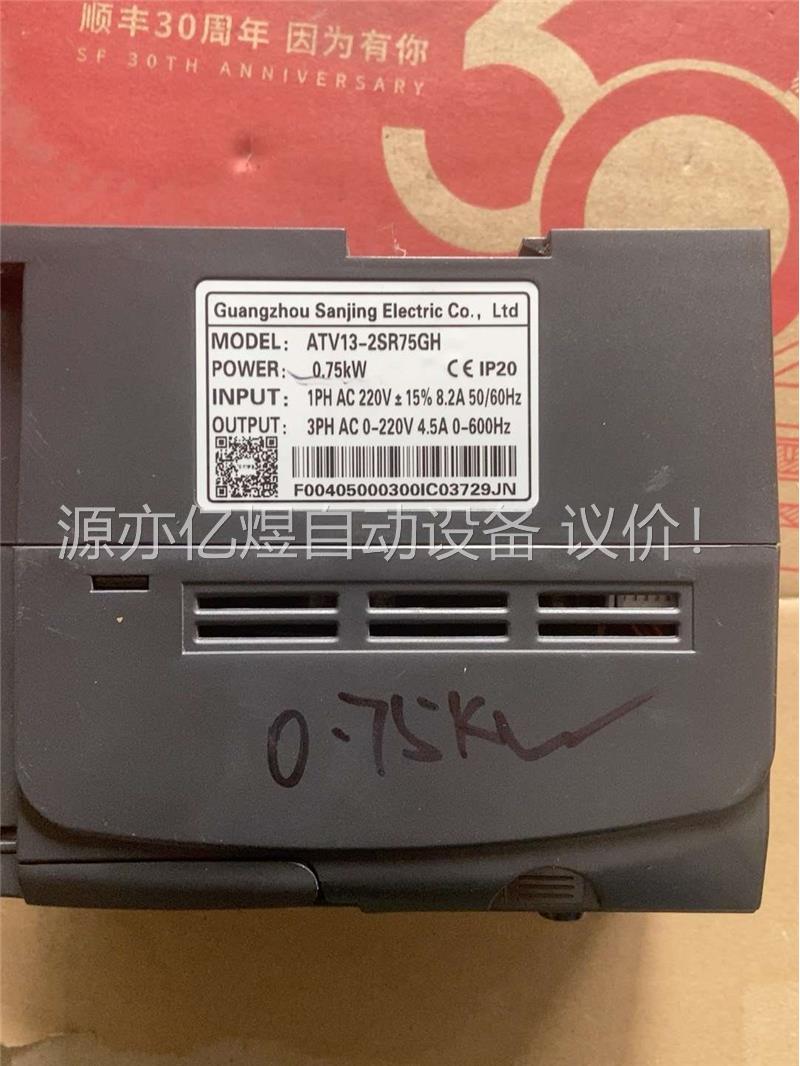 顺丰30周年 因为有你
SF 30TH ANNIVERSARY
30
Guangzhou Sanjing Electric Co., Ltd
MODEL: ATV13-2SR75GH
POWER: 0.75kW CE IP20
INPUT: 1PH AC 220V ± 15% 8.2A 50/60Hz
OUTPUT: 3PH AC 0-220V 4.5A 0-600Hz
F00405000300IC03729JN
源亦亿煜自动设备 议价！
0.75KW